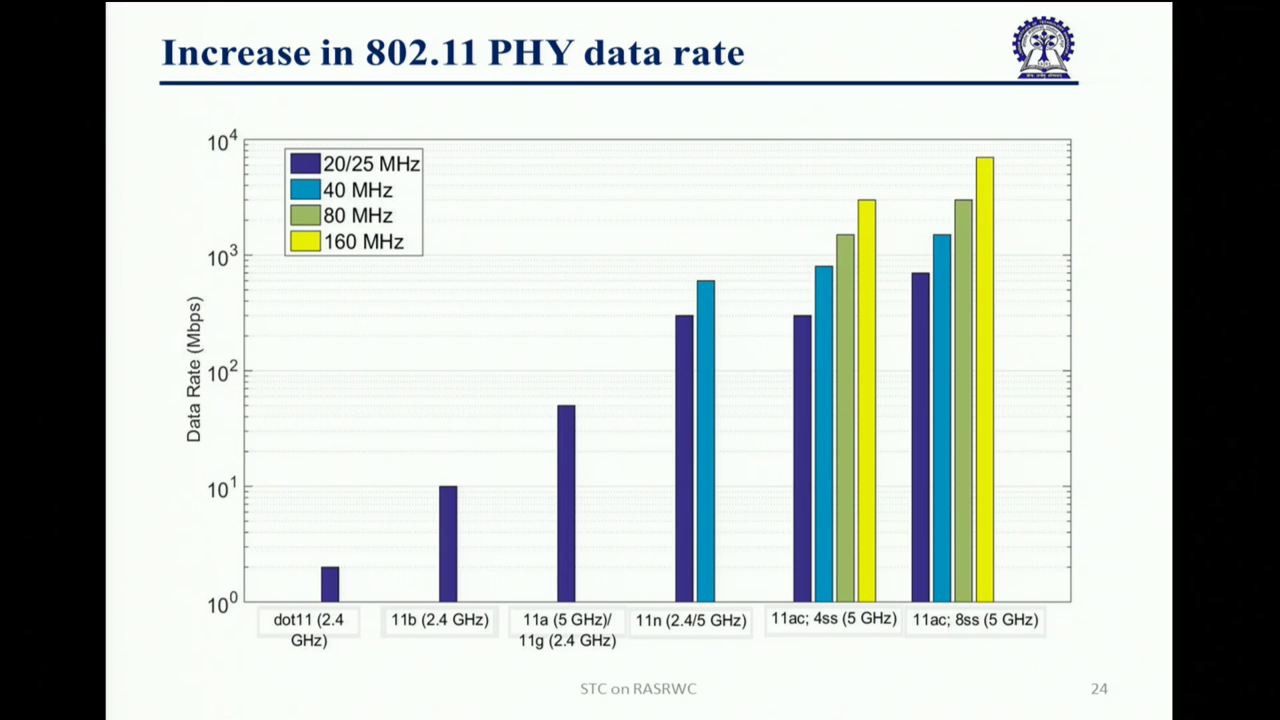 Increase in 802.11 PHY data rate
10^4
10^3
10^2
10^1
10^0
Data Rate (Mbps)
20/25 MHz
40 MHz
80 MHz
160 MHz
dot11 (2.4
GHz)
11b (2.4 GHz)
11a (5 GHz)/
11g (2.4 GHz)
11n (2.4/5 GHz)
11ac; 4ss (5 GHz)
11ac; 8ss (5 GHz)
STC on RASRWC
24